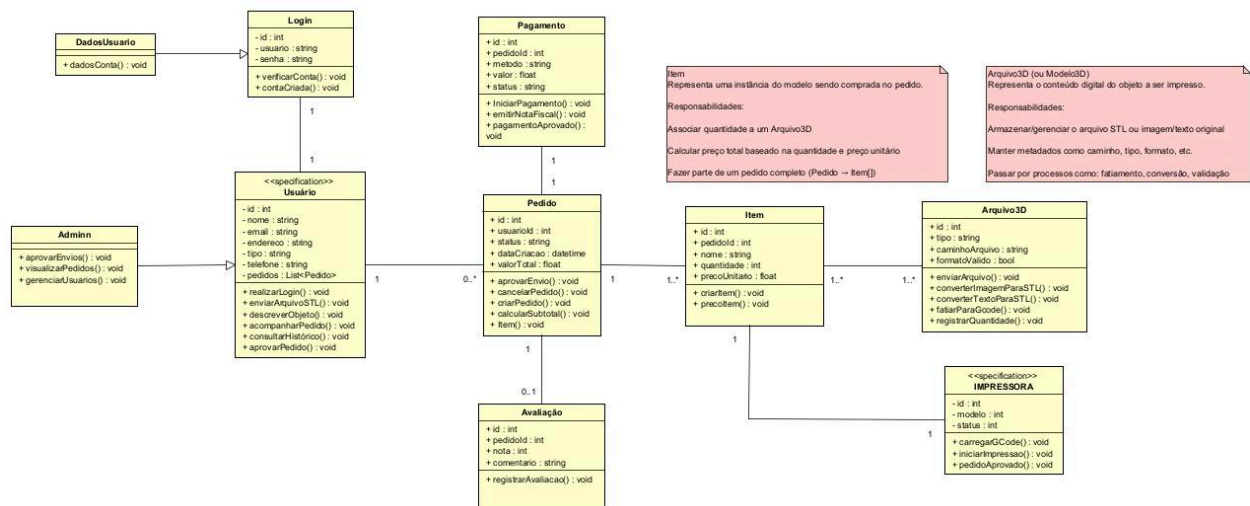 Login
- id : int
- usuario : string
- senha : string
+ verificarConta() : void
+ contaCriada() : void
DadosUsuario
+ dadosConta() : void
Pagamento
+ id : int
+ pedidoId : int
+ metodo : string
+ valor : float
+ status : string
+ IniciarPagamento() : void
+ emitirNotaFiscal() : void
+ pagamentoAprovado() :
void
Item
Representa uma instância do modelo sendo comprada no pedido.
Responsabilidades:
Associar quantidade a um Arquivo3D
Calcular preço total baseado na quantidade e preço unitário
Fazer parte de um pedido completo (Pedido → Item[])
Arquivo3D (ou Modelo3D)
Representa o conteúdo digital do objeto a ser impresso.
Responsabilidades:
Armazenar/gerenciar o arquivo STL ou imagem/texto original
Manter metadados como caminho, tipo, formato, etc.
Passar por processos como: fatiamento, conversão, validação
1
1
1
1
<<specification>>
Usuário
- id : int
- nome : string
- email : string
- endereco : string
- tipo : string
- telefone : string
- pedidos : List<Pedido>
+ realizarLogin() : void
+ enviarArquivoSTL() : void
+ descreverObjeto() : void
+ acompanharPedido() : void
+ consultarHistórico() : void
+ aprovarPedido() : void
Adminn
+ aprovarEnvios() : void
+ visualizarPedidos() : void
+ gerenciarUsuarios() : void
1
0..*
Pedido
+ id : int
+ usuarioId : int
+ status : string
+ dataCriacao : datetime
+ valorTotal : float
+ aprovarEnvio() : void
+ cancelarPedido() : void
+ criarPedido() : void
+ calcularSubtotal() : void
+ Item() : void
1
1..*
Item
+ id : int
+ pedidoId : int
+ nome : string
+ quantidade : int
+ precoUnitario : float
+ criarItem() : void
+ precoItem() : void
1..*
1..*
Arquivo3D
+ id : int
+ tipo : string
+ caminhoArquivo : string
+ formatoValido : bool
+ enviarArquivo() : void
+ converterImagemParaSTL() : void
+ converterTextoParaSTL() : void
+ fatiarParaGcode() : void
+ registrarQuantidade() : void
1
0..1
Avaliação
+ id : int
+ pedidoId : int
+ nota : int
+ comentario : string
+ registrarAvaliacao() : void
1
1
<<specification>>
IMPRESSORA
- id : int
- modelo : int
- status : int
+ carregarGCode() : void
+ iniciarImpressao() : void
+ pedidoAprovado() : void